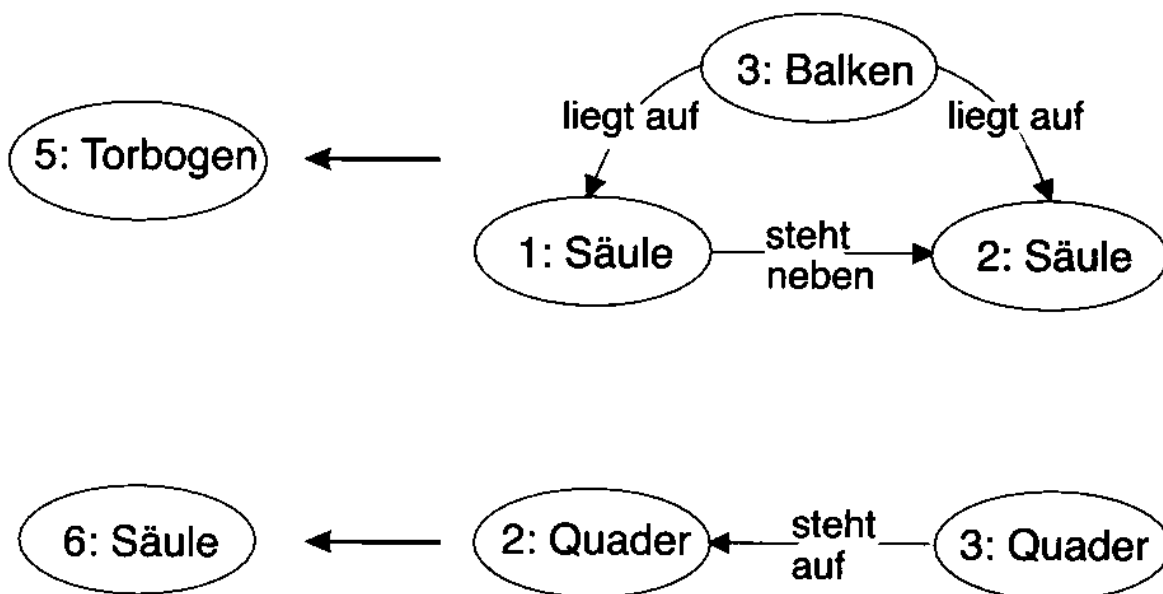 3: Balken
liegt auf
liegt auf
5: Torbogen
1: Säule
steht
neben
2: Säule
6: Säule
2: Quader
steht
auf
3: Quader